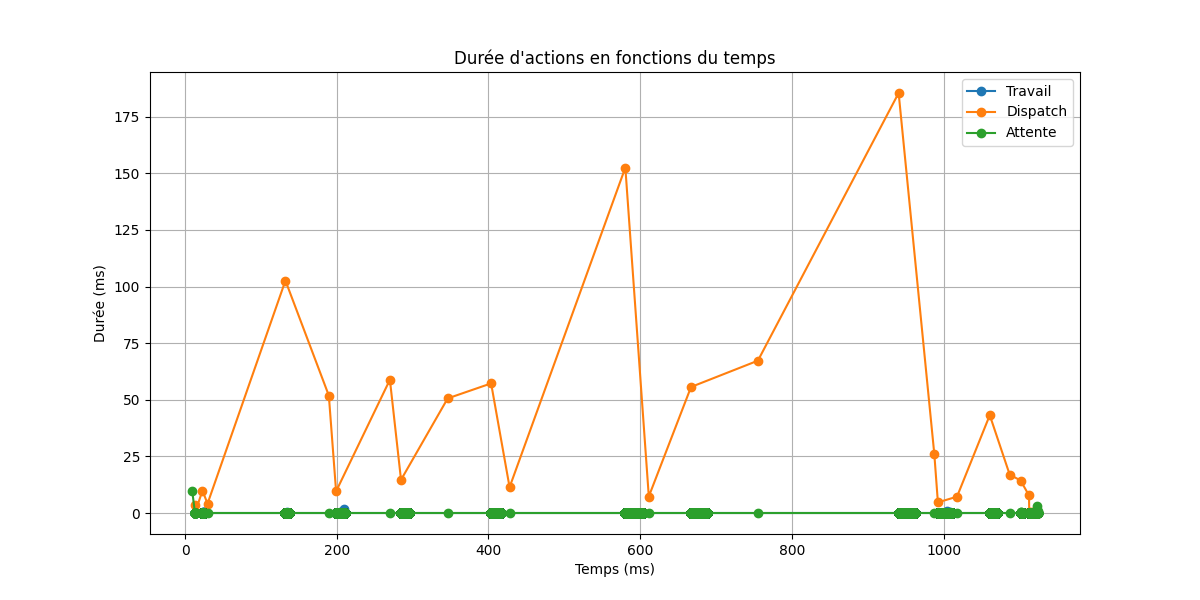 Durée d'actions en fonctions du temps
Travail
Dispatch
Attente
Durée (ms)
175
150
125
100
75
50
25
0
0 200 400 600 800 1000
Temps (ms)